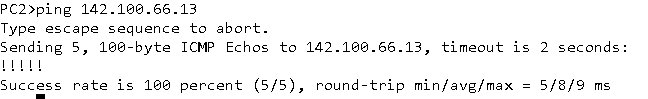 PC2>ping 142.100.66.13
Type escape sequence to abort.
Sending 5, 100-byte ICMP Echos to 142.100.66.13, timeout is 2 seconds:
!!!!!
Success rate is 100 percent (5/5), round-trip min/avg/max = 5/8/9 ms